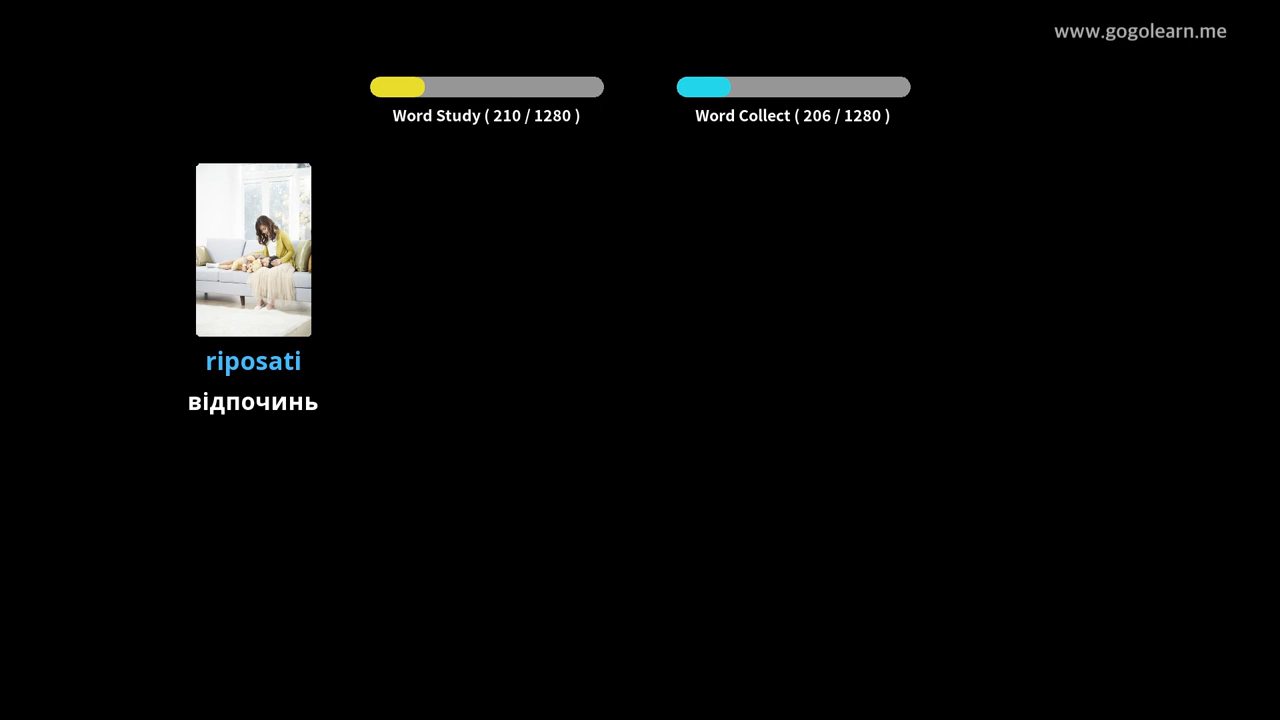 www.gogolearn.me
Word Study ( 210 / 1280 )
Word Collect ( 206 / 1280 )
riposati
відпочинь